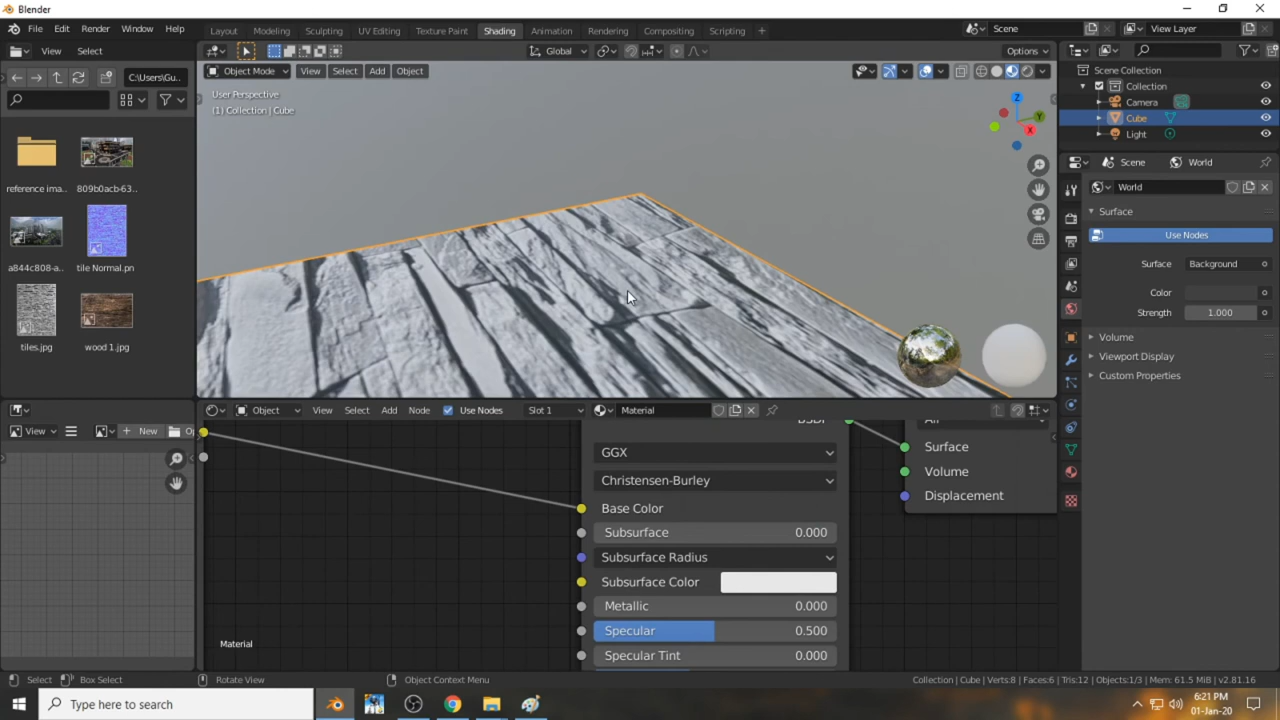 Blender
File Edit Render Window Help
Layout Modeling Sculpting UV Editing Texture Paint Shading Animation Rendering Compositing Scripting +
Scene
View Layer
View Select
Global
Options
C:\Users\Gu..
Object Mode View Select Add Object
User Perspective
(1) Collection | Cube
Z
Y
X
Scene Collection
Collection
Camera
Cube
Light
reference ima..
809b0acb-63..
a844c808-a..
tile Normal.pn
tiles.jpg
wood 1.jpg
Scene World
World
Surface
Use Nodes
Surface Background
Color
Strength 1.000
Volume
Viewport Display
Custom Properties
Object View Select Add Node Use Nodes Slot 1 Material
View + New Op
BSDF
All
GGX
Christensen-Burley
Base Color
Subsurface 0.000
Subsurface Radius
Subsurface Color
Metallic 0.000
Specular 0.500
Specular Tint 0.000
Surface
Volume
Displacement
Material
Select Box Select Rotate View Object Context Menu
Collection | Cube | Verts:8 | Faces:6 | Tris:12 | Objects:1/3 | Mem: 61.5 MiB | v2.81.16
Type here to search
6:21 PM
01-Jan-20